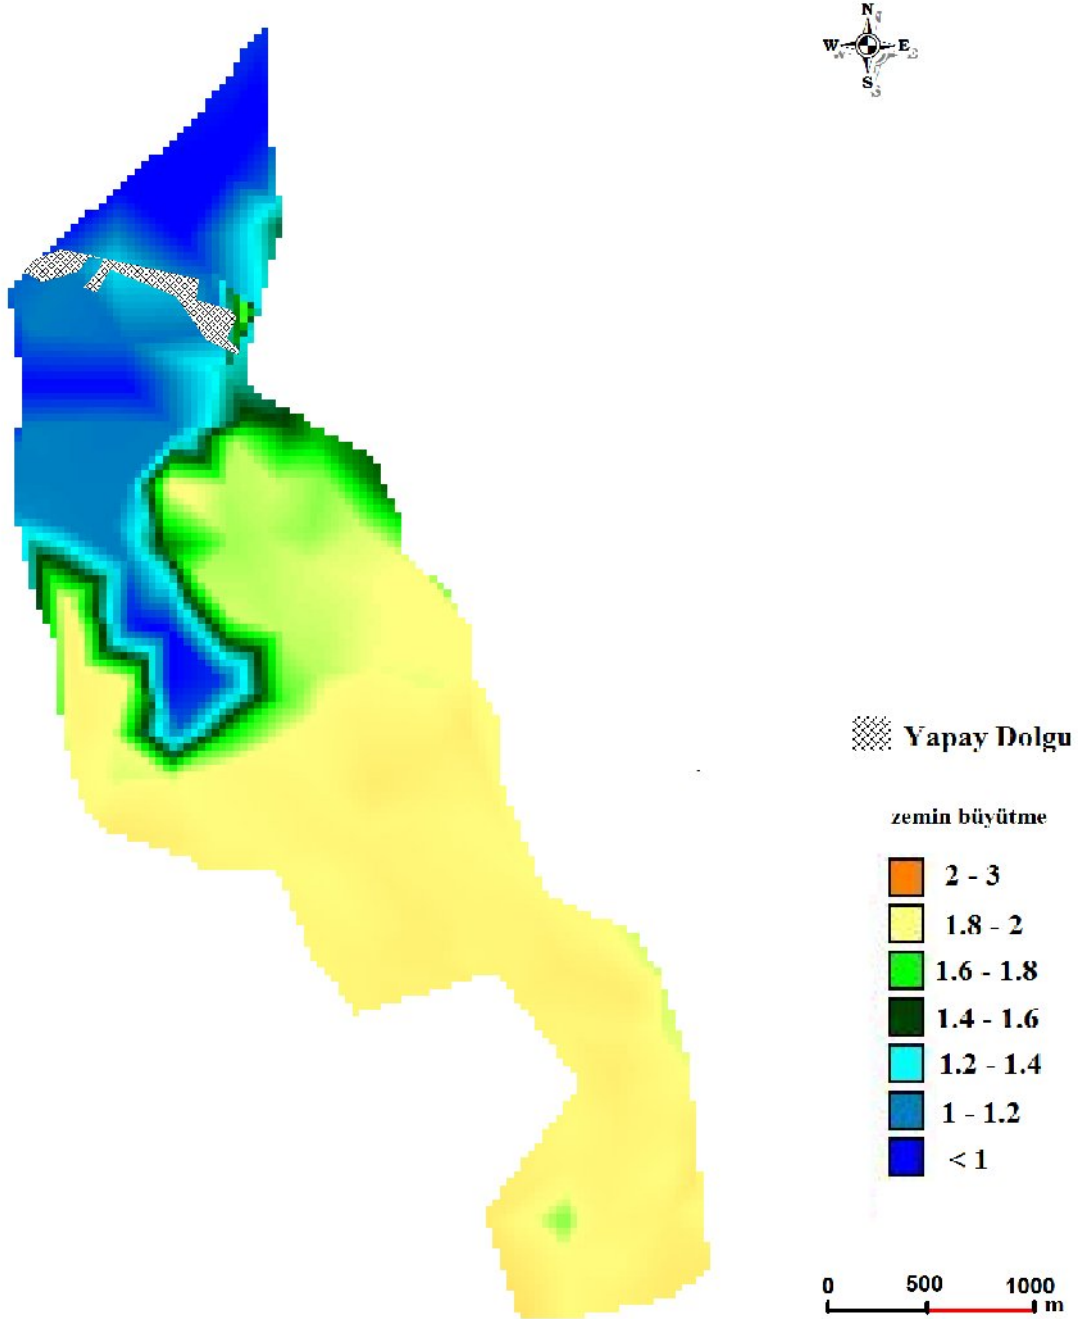 N
W E
S
Yapay Dolgu
zemin büyütme
2 - 3
1.8 - 2
1.6 - 1.8
1.4 - 1.6
1.2 - 1.4
1 - 1.2
< 1
0 500 1000
m